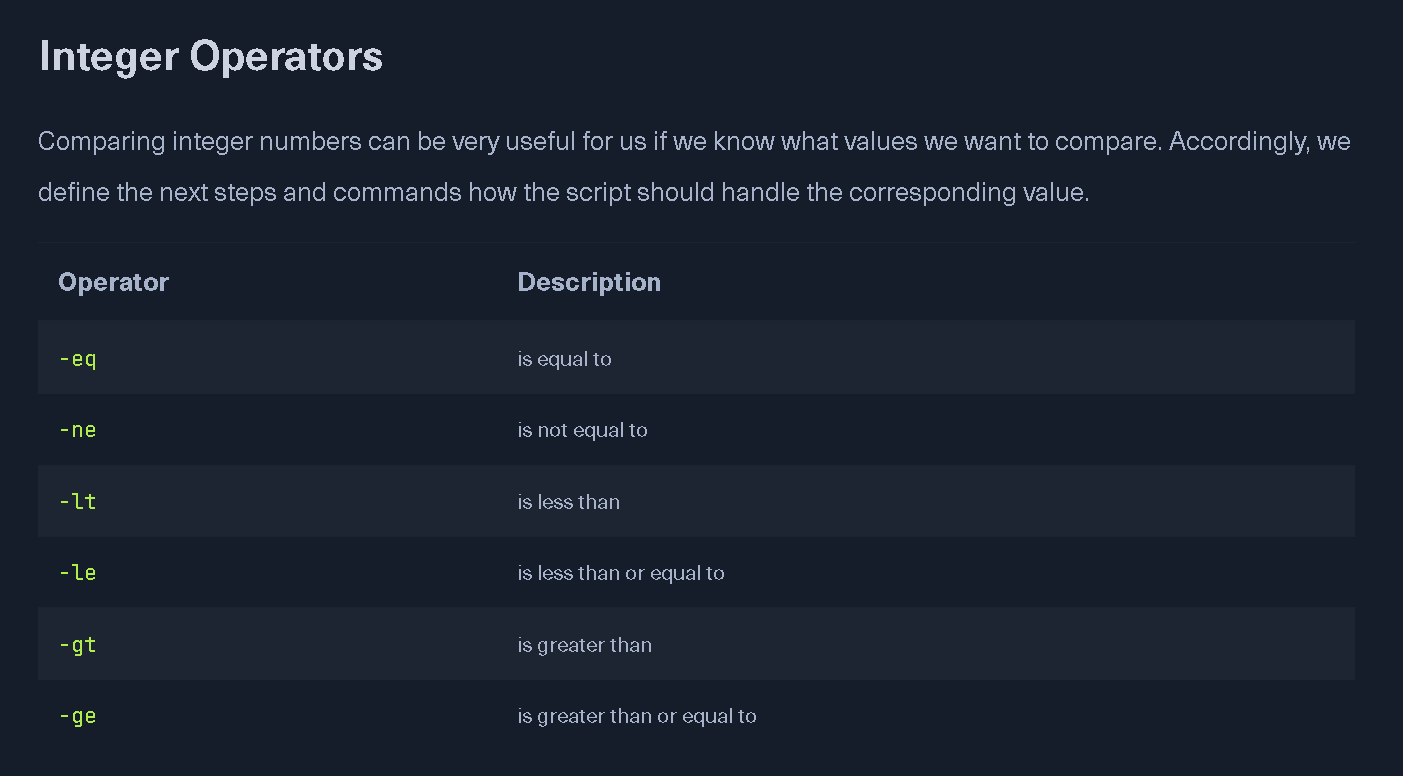 Integer Operators
Comparing integer numbers can be very useful for us if we know what values we want to compare. Accordingly, we
define the next steps and commands how the script should handle the corresponding value.
Operator Description
-eq is equal to
-ne is not equal to
-lt is less than
-le is less than or equal to
-gt is greater than
-ge is greater than or equal to